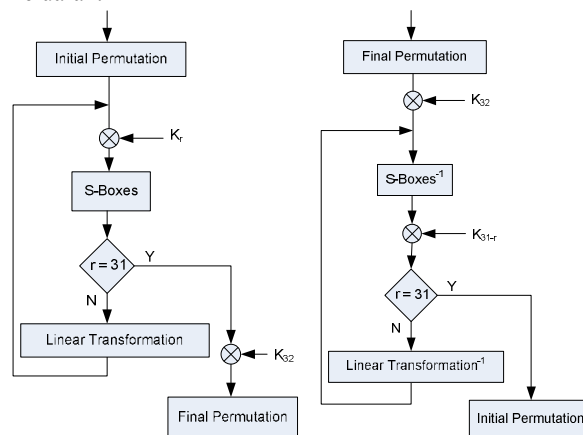 Initial Permutation
Kr
S-Boxes
r = 31
Y
N
Linear Transformation
K32
Final Permutation
Final Permutation
K32
S-Boxes-1
K31-r
r = 31
Y
N
Linear Transformation-1
Initial Permutation